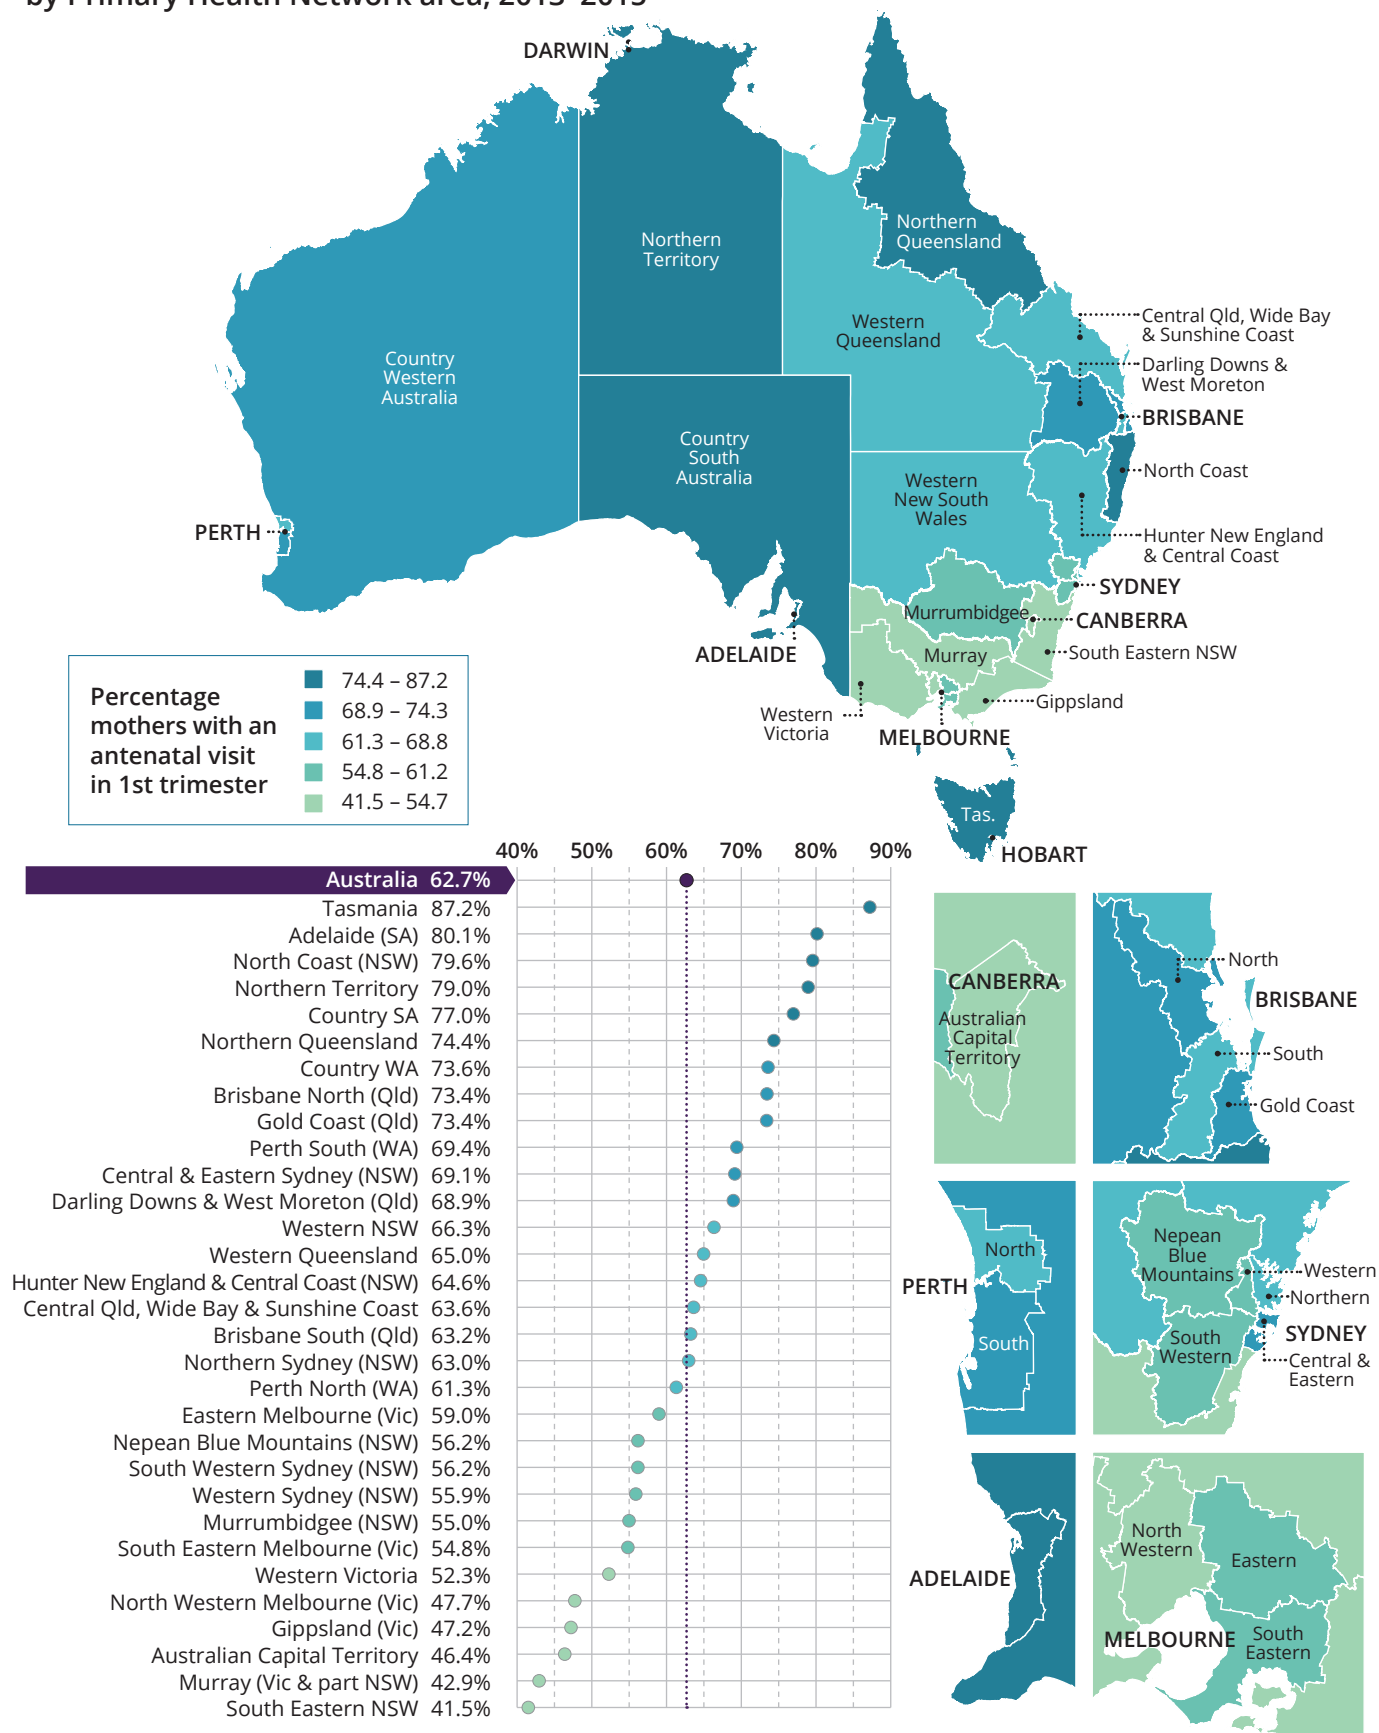 by Primary Health Network area, 2013–2015
DARWIN
Northern
Territory
Northern
Queensland
Western
Queensland
Country
Western
Australia
Country
South
Australia
Central Qld, Wide Bay
& Sunshine Coast
Darling Downs &
West Moreton
BRISBANE
North Coast
Western
New South
Wales
PERTH
Hunter New England
& Central Coast
SYDNEY
Murrumbidgee
CANBERRA
ADELAIDE
Murray
South Eastern NSW
Gippsland
Western
Victoria
MELBOURNE
Tas.
HOBART
Percentage
mothers with an
antenatal visit
in 1st trimester
74.4 – 87.2
68.9 – 74.3
61.3 – 68.8
54.8 – 61.2
41.5 – 54.7
40% 50% 60% 70% 80% 90%
Australia 62.7%
Tasmania 87.2%
Adelaide (SA) 80.1%
North Coast (NSW) 79.6%
Northern Territory 79.0%
Country SA 77.0%
Northern Queensland 74.4%
Country WA 73.6%
Brisbane North (Qld) 73.4%
Gold Coast (Qld) 73.4%
Perth South (WA) 69.4%
Central & Eastern Sydney (NSW) 69.1%
Darling Downs & West Moreton (Qld) 68.9%
Western NSW 66.3%
Western Queensland 65.0%
Hunter New England & Central Coast (NSW) 64.6%
Central Qld, Wide Bay & Sunshine Coast 63.6%
Brisbane South (Qld) 63.2%
Northern Sydney (NSW) 63.0%
Perth North (WA) 61.3%
Eastern Melbourne (Vic) 59.0%
Nepean Blue Mountains (NSW) 56.2%
South Western Sydney (NSW) 56.2%
Western Sydney (NSW) 55.9%
Murrumbidgee (NSW) 55.0%
South Eastern Melbourne (Vic) 54.8%
Western Victoria 52.3%
North Western Melbourne (Vic) 47.7%
Gippsland (Vic) 47.2%
Australian Capital Territory 46.4%
Murray (Vic & part NSW) 42.9%
South Eastern NSW 41.5%
CANBERRA
Australian
Capital
Territory
North
BRISBANE
South
Gold Coast
PERTH
North
South
Nepean
Blue
Mountains
Western
Northern
SYDNEY
South
Western
Central &
Eastern
ADELAIDE
North
Western
Eastern
MELBOURNE
South
Eastern